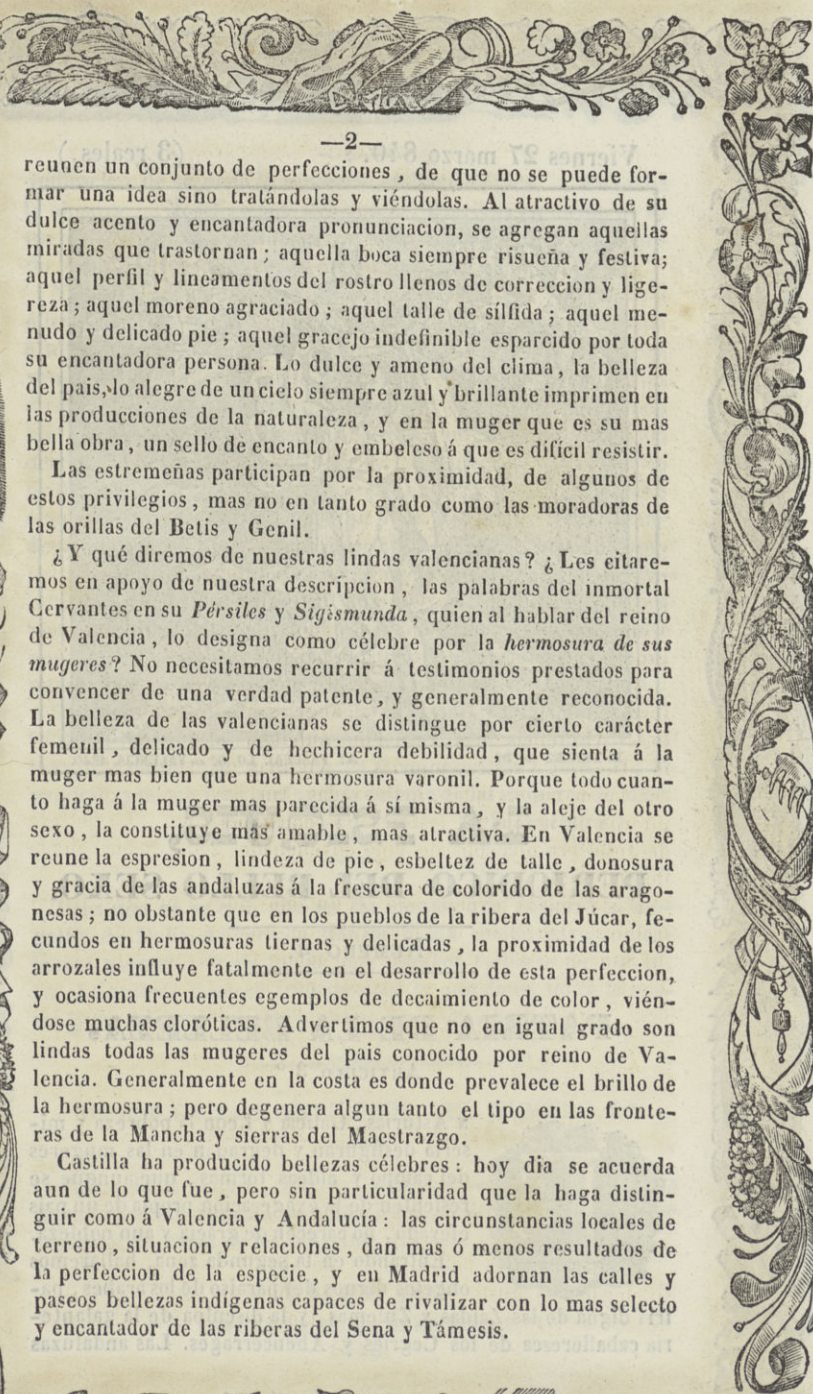 —2—
reunen un conjunto de perfecciones, de que no se puede for-
mar una idea sino tratándolas y viéndolas. Al atractivo de su
dulce acento y encantadora pronunciacion, se agregan aquellas
miradas que trastornan; aquella boca siempre risueña y festiva;
aquel perfil y lineamentos del rostro llenos de correccion y lige-
reza; aquel moreno agraciado; aquel talle de sílfida; aquel me-
nudo y delicado pie; aquel gracejo indefinible esparcido por toda
su encantadora persona. Lo dulce y ameno del clima, la belleza
del pais, lo alegre de un cielo siempre azul y brillante imprimen en
las producciones de la naturaleza, y en la muger que es su mas
bella obra, un sello de encanto y embeleso á que es difícil resistir.
Las estremeñas participan por la proximidad, de algunos de
estos privilegios, mas no en tanto grado como las moradoras de
las orillas del Betis y Genil.
¿Y qué diremos de nuestras lindas valencianas? ¿Les citare-
mos en apoyo de nuestra descripcion, las palabras del inmortal
Cervantes en su Pérsiles y Sigismunda, quien al hablar del reino
de Valencia, lo designa como célebre por la hermosura de sus
mugeres? No necesitamos recurrir á testimonios prestados para
convencer de una verdad patente, y generalmente reconocida.
La belleza de las valencianas se distingue por cierto carácter
femenil, delicado y de hechicera debilidad, que sienta á la
muger mas bien que una hermosura varonil. Porque todo cuan-
to haga á la muger mas parecida á sí misma, y la aleje del otro
sexo, la constituye mas amable, mas atractiva. En Valencia se
reune la espresion, lindeza de pie, esbeltez de talle, donosura
y gracia de las andaluzas á la frescura de colorido de las arago-
nesas; no obstante que en los pueblos de la ribera del Júcar, fe-
cundos en hermosuras tiernas y delicadas, la proximidad de los
arrozales influye fatalmente en el desarrollo de esta perfeccion,
y ocasiona frecuentes egemplos de decaimiento de color, vién-
dose muchas cloróticas. Advertimos que no en igual grado son
lindas todas las mugeres del pais conocido por reino de Va-
lencia. Generalmente en la costa es donde prevalece el brillo de
la hermosura; pero degenera algun tanto el tipo en las fronte-
ras de la Mancha y sierras del Maestrazgo.
Castilla ha producido bellezas célebres: hoy dia se acuerda
aun de lo que fue, pero sin particularidad que la haga distin-
guir como á Valencia y Andalucía: las circunstancias locales de
terreno, situacion y relaciones, dan mas ó menos resultados de
la perfeccion de la especie, y en Madrid adornan las calles y
paseos bellezas indígenas capaces de rivalizar con lo mas selecto
y encantador de las riberas del Sena y Támesis.